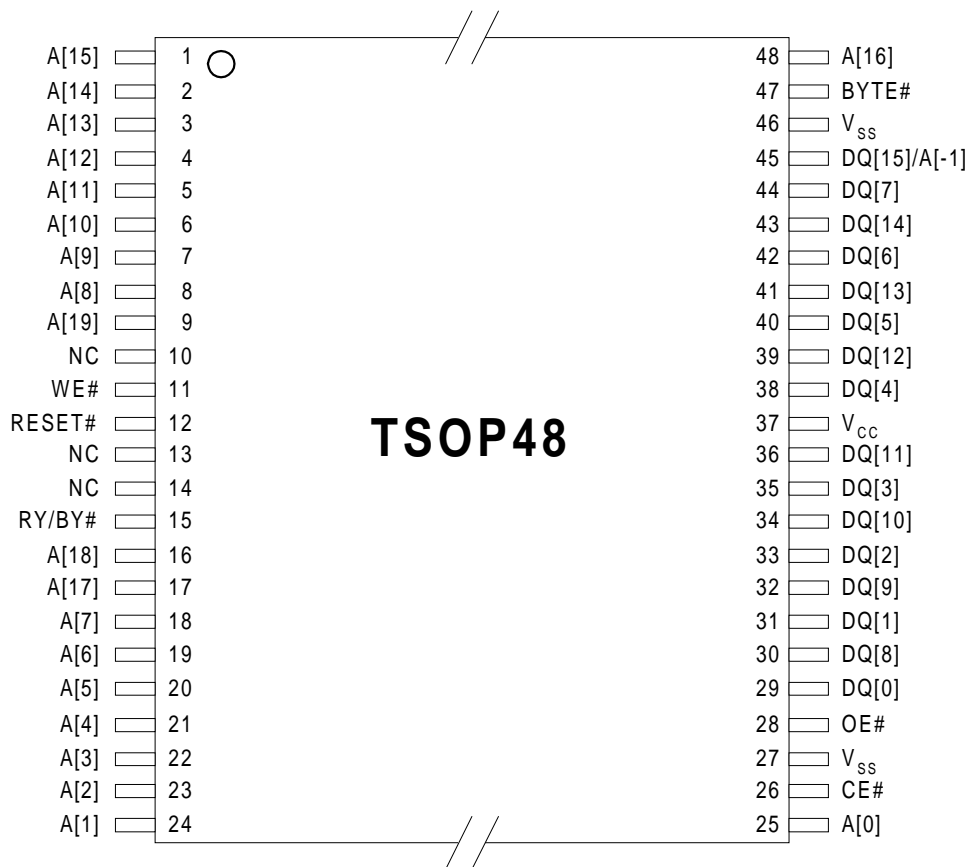 A[15] 1 48 A[16]
A[14] 2 47 BYTE#
A[13] 3 46 VSS
A[12] 4 45 DQ[15]/A[-1]
A[11] 5 44 DQ[7]
A[10] 6 43 DQ[14]
A[9] 7 42 DQ[6]
A[8] 8 41 DQ[13]
A[19] 9 40 DQ[5]
NC 10 39 DQ[12]
WE# 11 38 DQ[4]
RESET# 12 37 VCC
TSOP48
NC 13 36 DQ[11]
NC 14 35 DQ[3]
RY/BY# 15 34 DQ[10]
A[18] 16 33 DQ[2]
A[17] 17 32 DQ[9]
A[7] 18 31 DQ[1]
A[6] 19 30 DQ[8]
A[5] 20 29 DQ[0]
A[4] 21 28 OE#
A[3] 22 27 VSS
A[2] 23 26 CE#
A[1] 24 25 A[0]